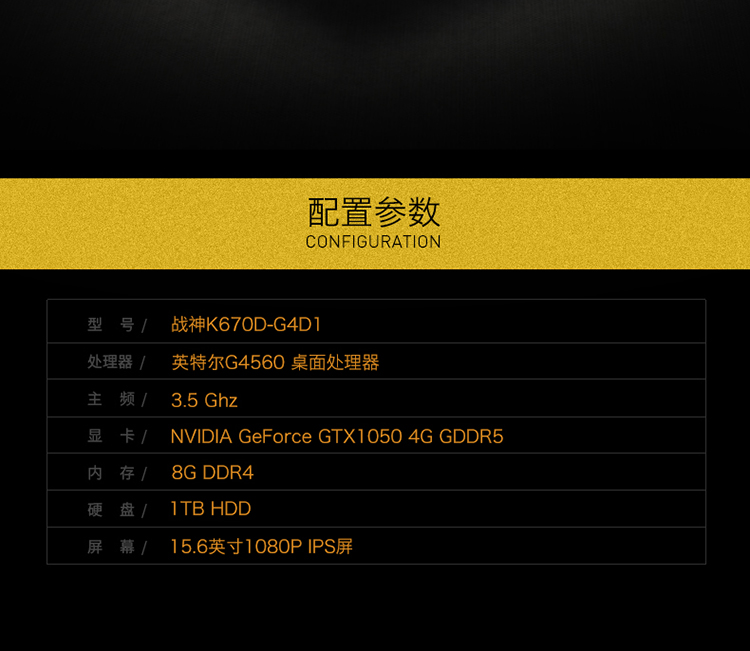 配置参数
CONFIGURATION
型 号 / 战神K670D-G4D1
处理器 / 英特尔G4560 桌面处理器
主 频 / 3.5 Ghz
显 卡 / NVIDIA GeForce GTX1050 4G GDDR5
内 存 / 8G DDR4
硬 盘 / 1TB HDD
屏 幕 / 15.6英寸1080P IPS屏